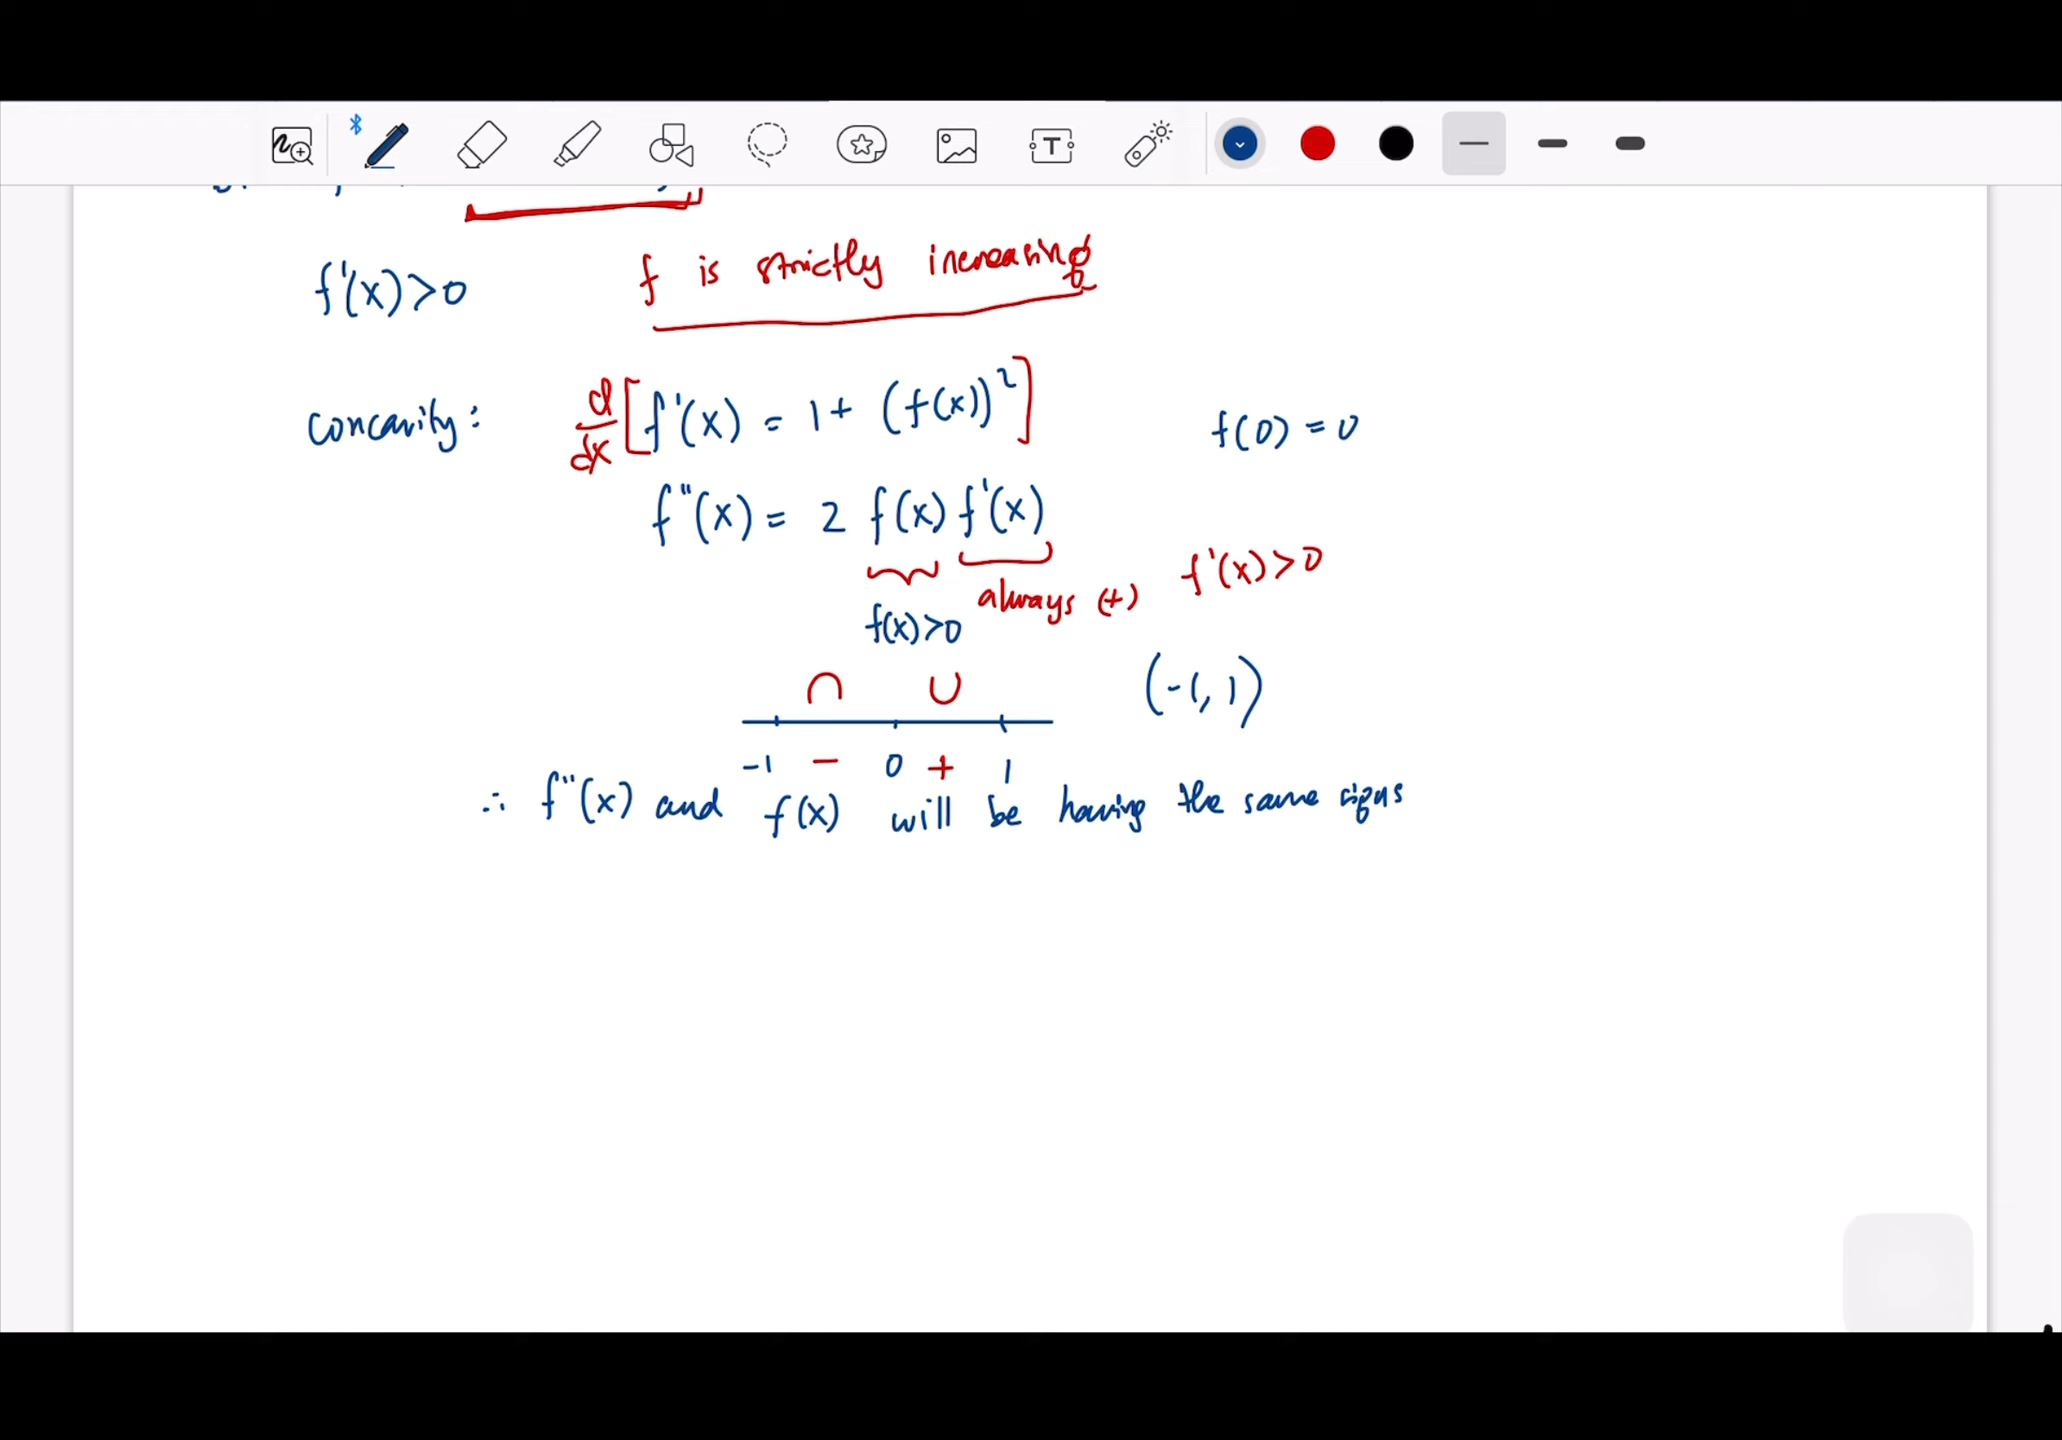 f'(x)>0 f is strictly increasing
concavity: d/dx [f'(x) = 1+ (f(x))²] f(0) = 0
f"(x) = 2 f(x) f'(x)
always (+) f'(x)>0
f(x)>0
∩ ∪ (-1, 1)
-1 − 0 + 1
∴ f"(x) and f(x) will be having the same signs